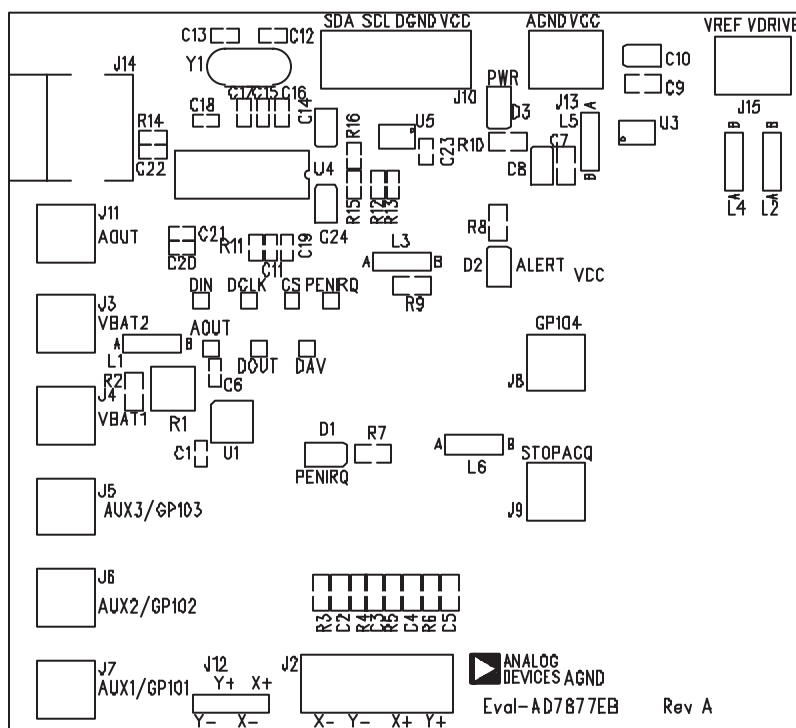 SDA SCL DGND VCC
AGND VCC
VREF VDRIVE
C13
C12
C10
Y1
J14
J10
PWR
C9
C17
C15
C16
C14
J13
J15
C18
D3
L5
A
B
B
R14
R16
U5
R10
C7
U3
C22
U4
C23
C8
B
A
A
R15
R12
R13
L4
L2
J11
AOUT
C21
C20
R11
C11
C19
C24
L3
A
B
R8
D2
ALERT
VCC
R9
DIN
DCLK
CS
PENIRQ
J3
VBAT2
AOUT
GP104
A
B
L1
DOUT
DAV
C6
J8
R2
J4
VBAT1
R1
C1
U1
D1
R7
A
B
L6
STOPACQ
PENIRQ
J5
AUX3/GP103
J9
J6
AUX2/GP102
R3
C2
R4
C3
R5
C4
R6
C5
J7
AUX1/GP101
J12
Y+ X+
J2
ANALOG
DEVICES AGND
Y- X-
X- Y- X+ Y+
Eval-AD7877EB
Rev A